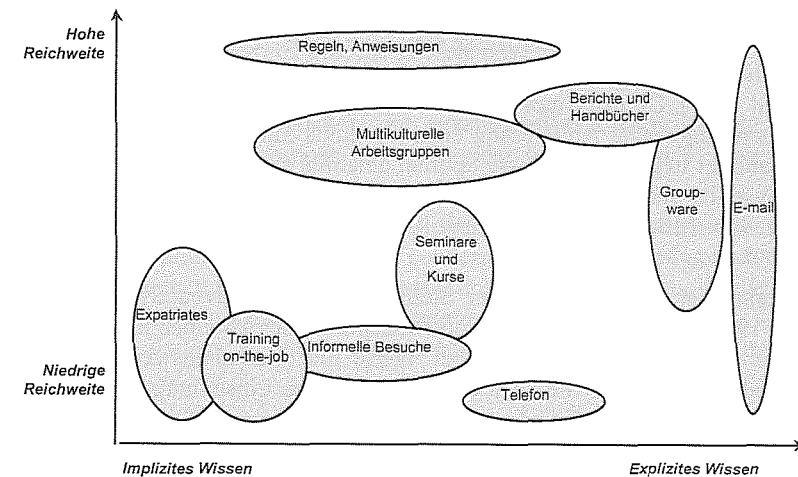 Hohe
Reichweite
Regeln, Anweisungen
Berichte und
Handbücher
Multikulturelle
Arbeitsgruppen
Group-
ware
E-mail
Seminare
und
Kurse
Expatriates
Training
on-the-job
Informelle Besuche
Niedrige
Reichweite
Telefon
Implizites Wissen
Explizites Wissen